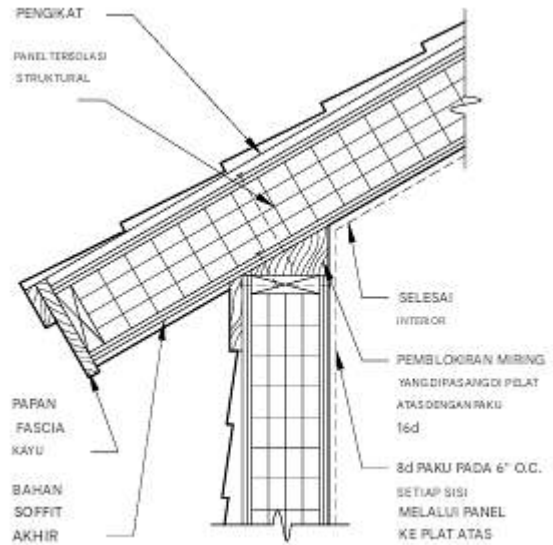 PENGIKAT
PANEL TERISOLASI
STRUKTURAL
SELESAI
INTERIOR
PEMBLOKIRAN MIRING
YANG DIPASANG DI PELAT
ATAS DENGAN PAKU
16d
8d PAKU PADA 6" O.C.
SETIAP SISI
MELALUI PANEL
KE PLAT ATAS
PAPAN
FASCIA
KAYU
BAHAN
SOFFIT
AKHIR